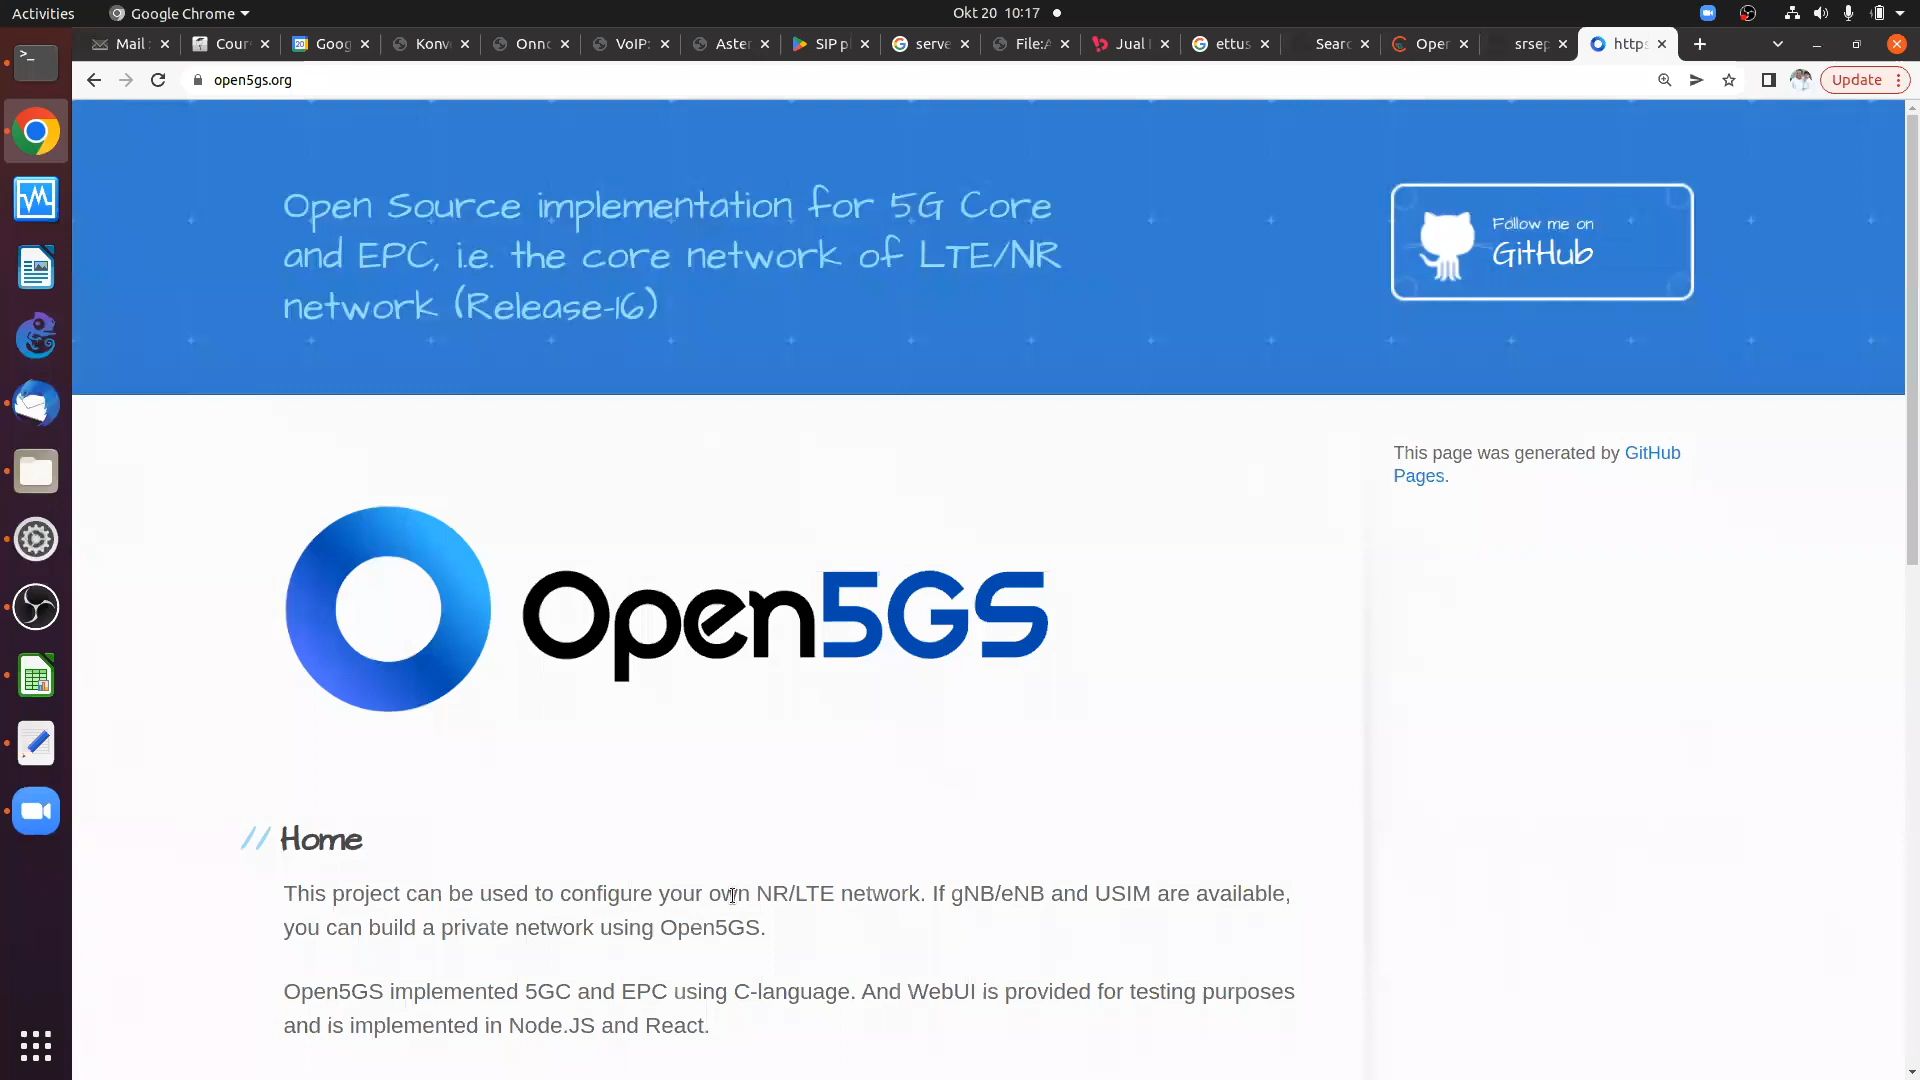 Activities
Google Chrome
Okt 20 10:17
Mail
Cour
20
Goog
Konv
Onno
VoIP:
Aster
SIP p
serve
File:A
Jual
ettus
Searc
Oper
srsep
https
open5gs.org
Update
Open Source implementation for 5G Core
and EPC, i.e. the core network of LTE/NR
network (Release-16)
Follow me on
GitHub
This page was generated by GitHub
Pages.
Open5GS
// Home
This project can be used to configure your own NR/LTE network. If gNB/eNB and USIM are available,
you can build a private network using Open5GS.
Open5GS implemented 5GC and EPC using C-language. And WebUI is provided for testing purposes
and is implemented in Node.JS and React.